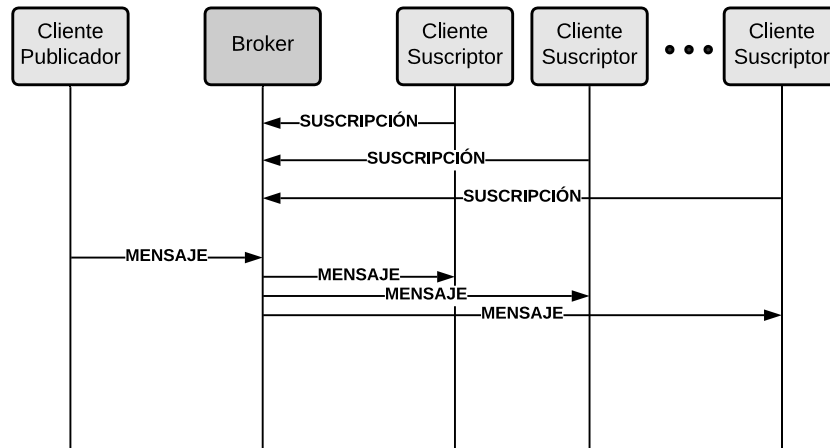 Cliente
Publicador
Broker
Cliente
Suscriptor
Cliente
Suscriptor
Cliente
Suscriptor
SUSCRIPCIÓN
SUSCRIPCIÓN
SUSCRIPCIÓN
MENSAJE
MENSAJE
MENSAJE
MENSAJE